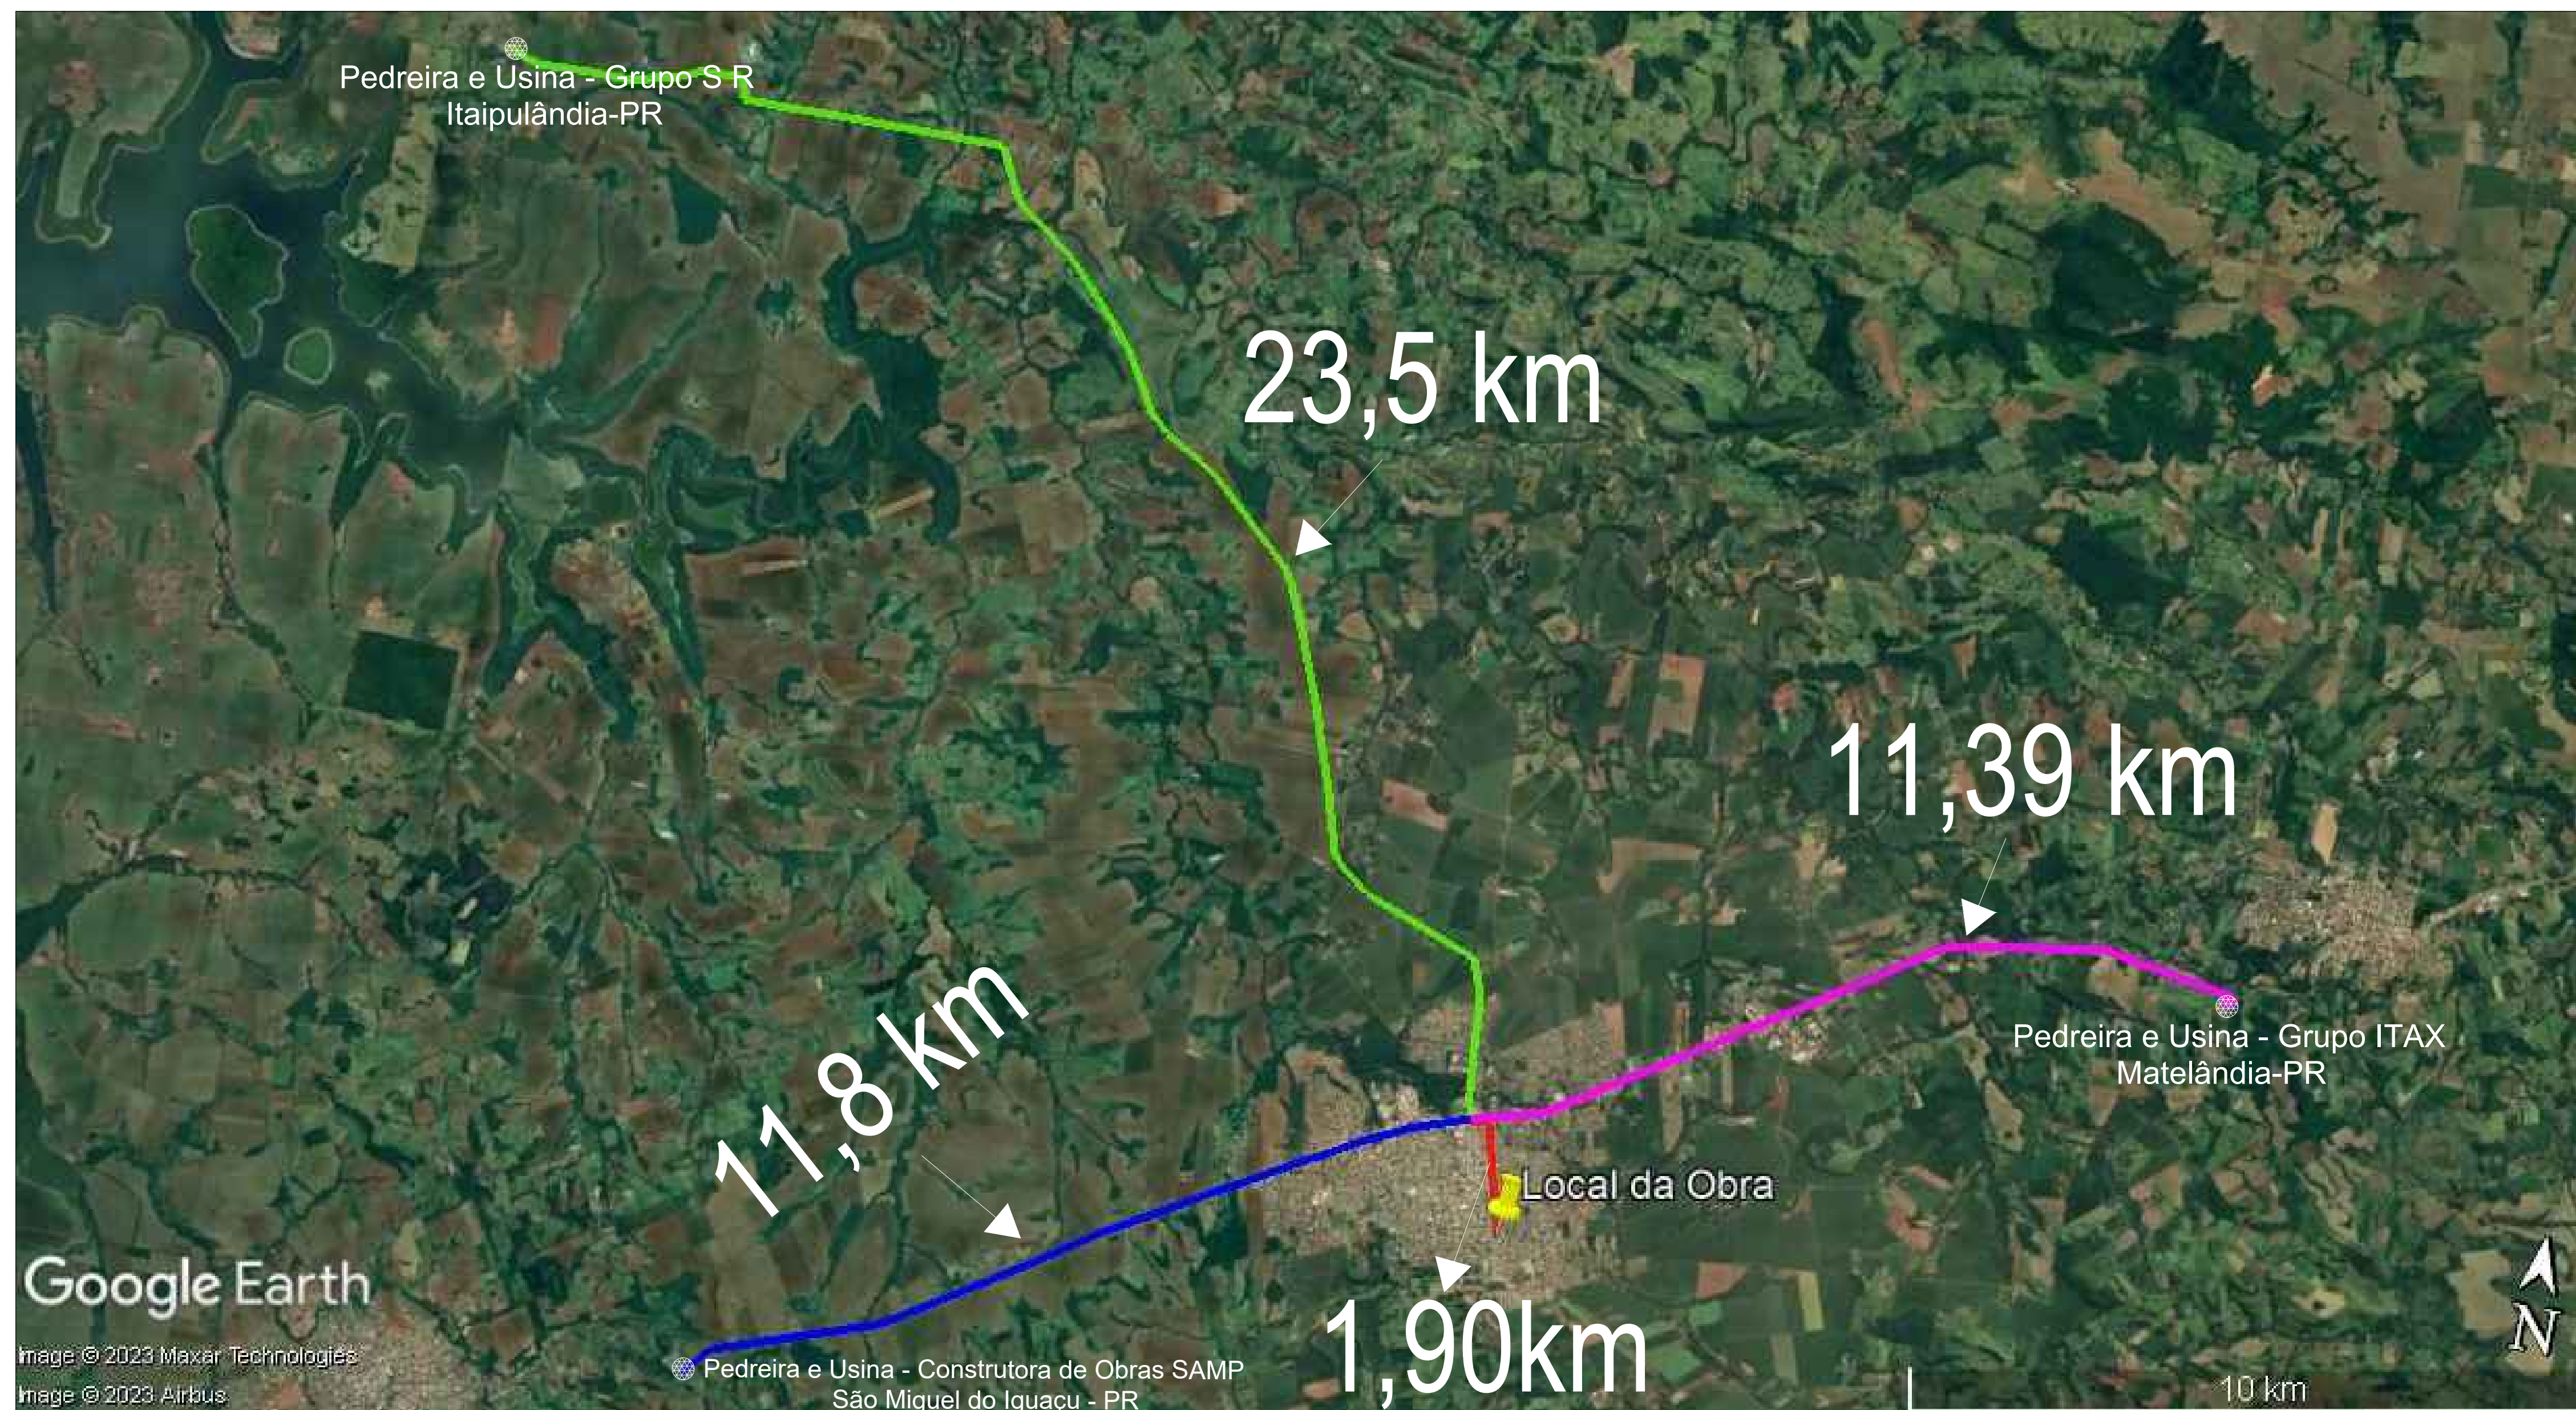 Pedreira e Usina - Grupo S R
Itaipulândia-PR
23,5 km
11,39 km
11,8 km
Pedreira e Usina - Grupo ITAX
Matelândia-PR
Local da Obra
1,90km
Pedreira e Usina - Construtora de Obras SAMP
São Miguel do Iguaçu - PR
Google Earth
Image © 2023 Maxar Technologies
Image © 2023 Airbus
N
10 km